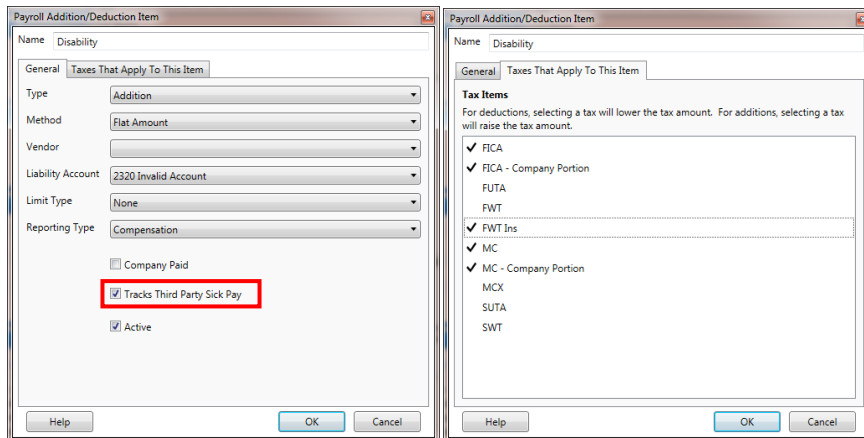 Payroll Addition/Deduction Item
Name Disability
General Taxes That Apply To This Item
Type Addition
Method Flat Amount
Vendor
Liability Account 2320 Invalid Account
Limit Type None
Reporting Type Compensation
Company Paid
Tracks Third Party Sick Pay
Active
Help OK Cancel
Payroll Addition/Deduction Item
Name Disability
General Taxes That Apply To This Item
Tax Items
For deductions, selecting a tax will lower the tax amount. For additions, selecting a tax
will raise the tax amount.
FICA
FICA - Company Portion
FUTA
FWT
FWT Ins
MC
MC - Company Portion
MCX
SUTA
SWT
Help OK Cancel